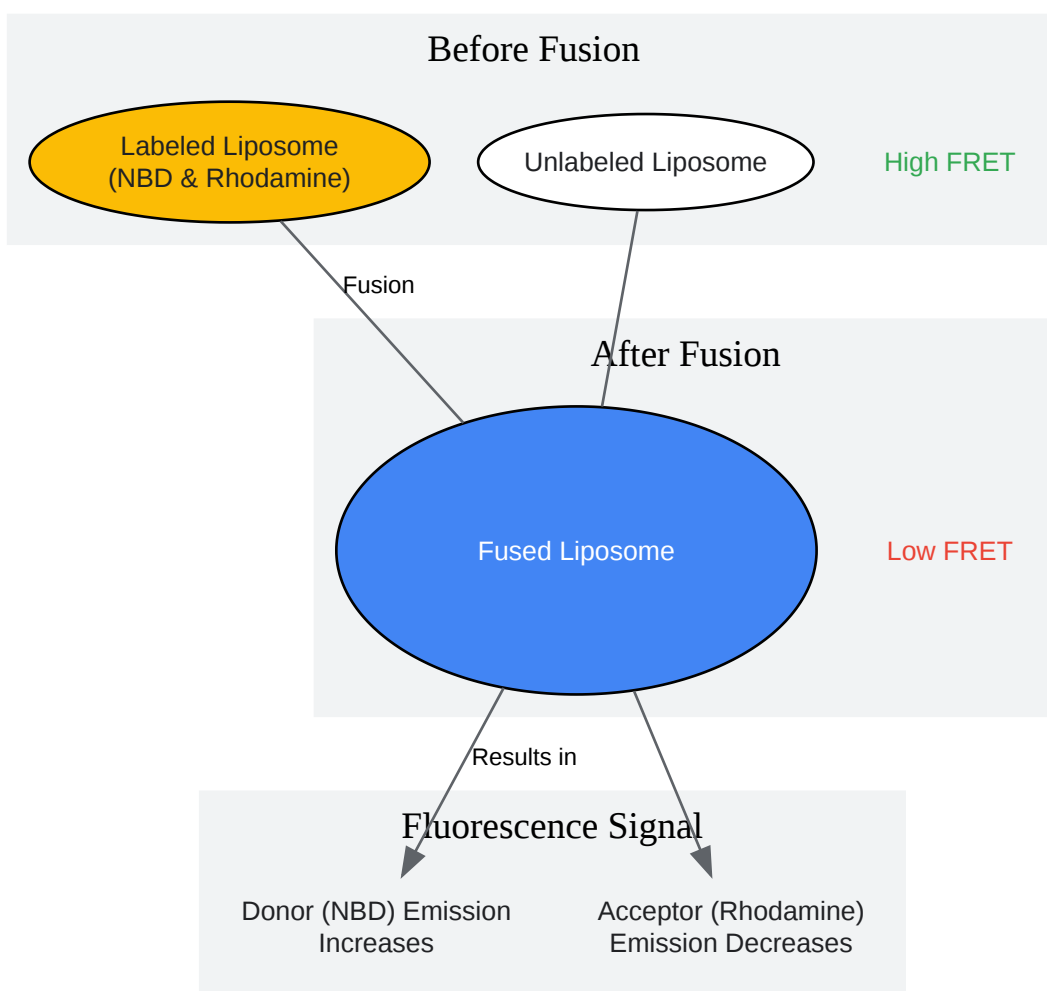 Before Fusion
Labeled Liposome
(NBD & Rhodamine)
Unlabeled Liposome
High FRET
Fusion
After Fusion
Fused Liposome
Low FRET
Results in
Fluorescence Signal
Donor (NBD) Emission
Increases
Acceptor (Rhodamine)
Emission Decreases